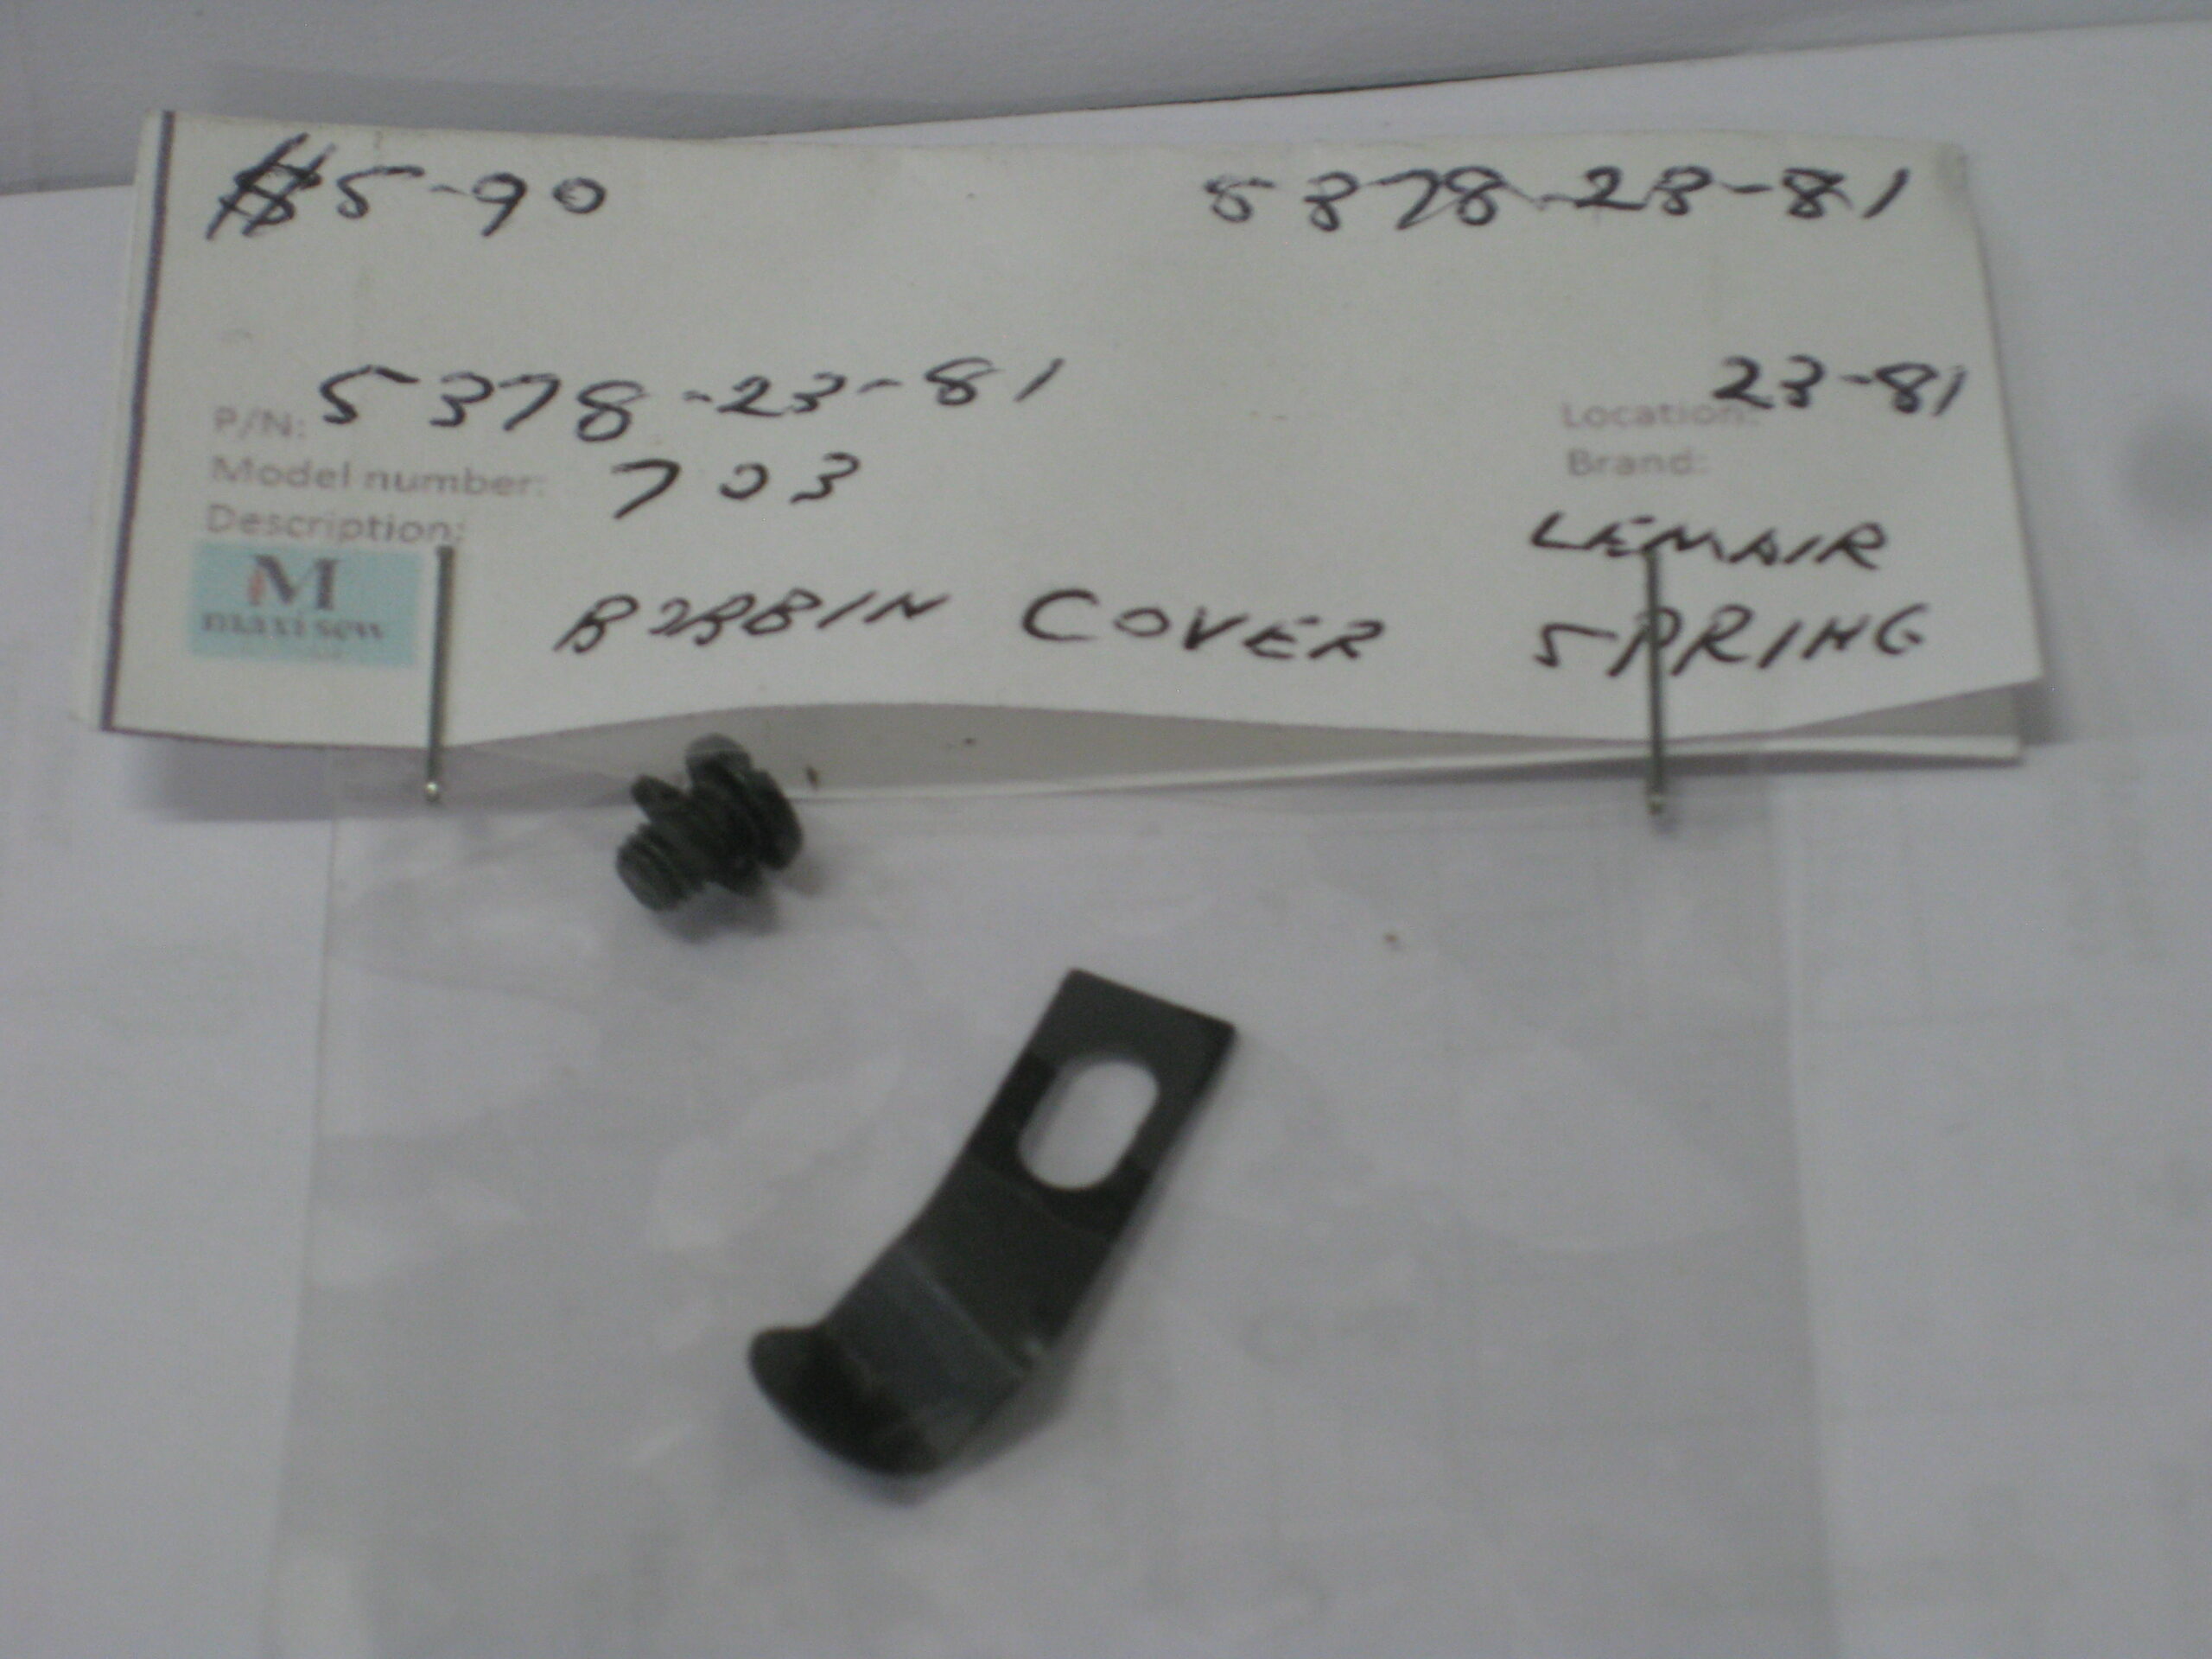 $5-90
5378-23-81
P/N: 5378-23-81
Location: 23-81
Model number: 703
Brand: LEMAIR
Description: BOBBIN COVER SPRING
M
maxi sew